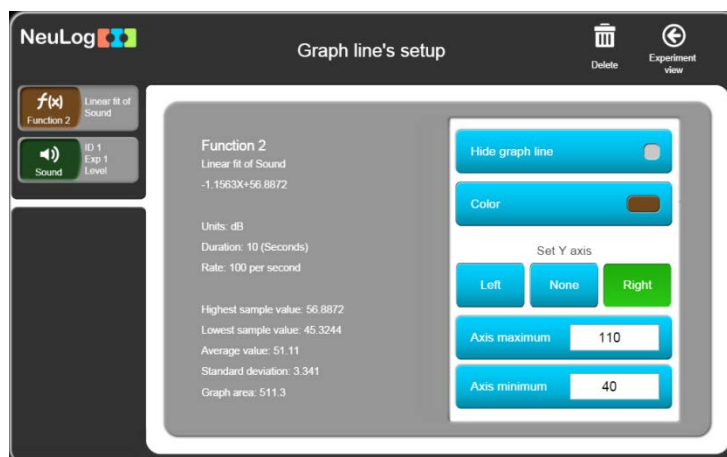 NeuLog
Graph line's setup
Delete
Experiment
view
f(x)
Function 2
Linear fit of
Sound
Sound
ID 1
Exp 1
Level
Function 2
Linear fit of Sound
-1.1563X+56.8872
Units: dB
Duration: 10 (Seconds)
Rate: 100 per second
Highest sample value: 56.8872
Lowest sample value: 45.3244
Average value: 51.11
Standard deviation: 3.341
Graph area: 511.3
Hide graph line
Color
Set Y axis
Left
None
Right
Axis maximum 110
Axis minimum 40